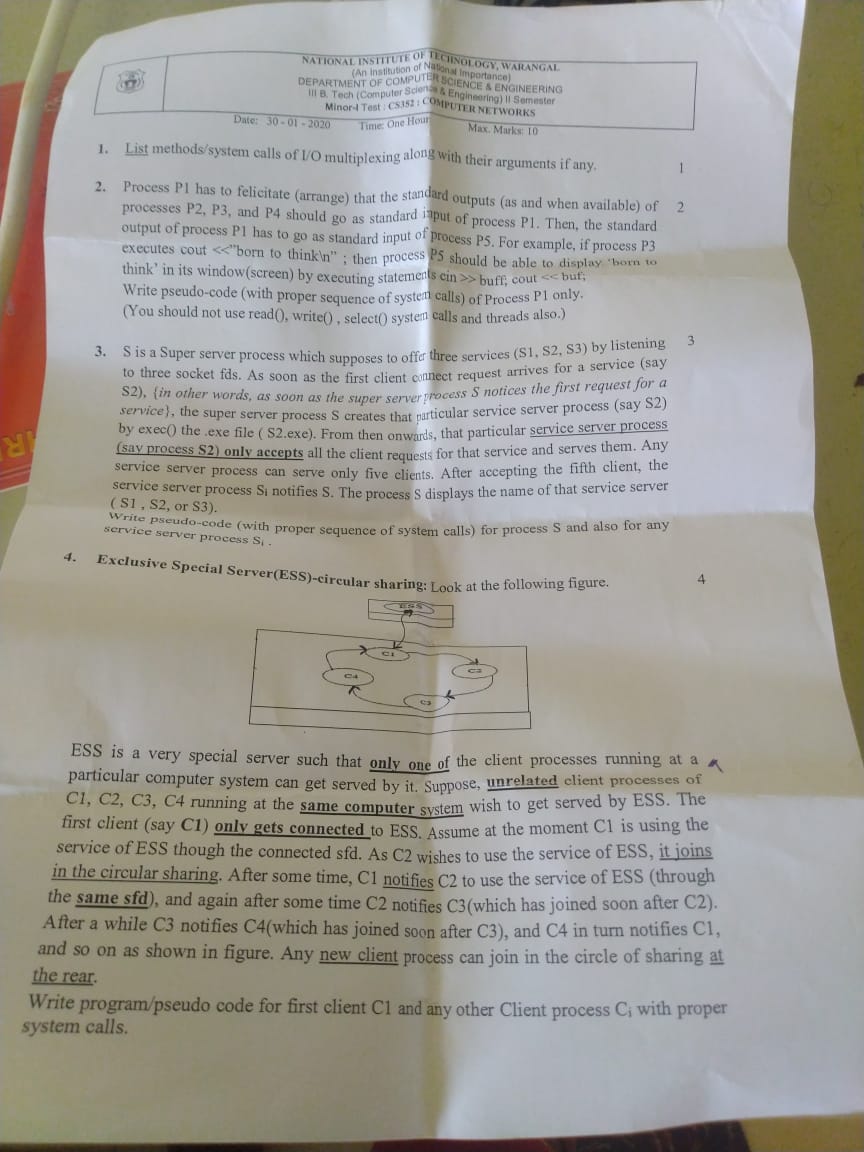 NATIONAL INSTITUTE OF TECHNOLOGY, WARANGAL
(An Institution of National Importance)
DEPARTMENT OF COMPUTER SCIENCE & ENGINEERING
III B. Tech (Computer Science & Engineering) II Semester
Minor-I Test : CS352 : COMPUTER NETWORKS
Date: 30-01-2020 Time: One Hour Max. Marks: 10
1. List methods/system calls of I/O multiplexing along with their arguments if any. 1
2. Process P1 has to felicitate (arrange) that the standard outputs (as and when available) of 2
processes P2, P3, and P4 should go as standard input of process P1. Then, the standard
output of process P1 has to go as standard input of process P5. For example, if process P3
executes cout <<"born to think\n" ; then process P5 should be able to display 'born to
think' in its window(screen) by executing statements cin >> buff; cout << buf;
Write pseudo-code (with proper sequence of system calls) of Process P1 only.
(You should not use read(), write() , select() system calls and threads also.)
3. S is a Super server process which supposes to offer three services (S1, S2, S3) by listening 3
to three socket fds. As soon as the first client connect request arrives for a service (say
S2), {in other words, as soon as the super server process S notices the first request for a
service}, the super server process S creates that particular service server process (say S2)
by exec() the .exe file ( S2.exe). From then onwards, that particular service server process
(say process S2) only accepts all the client requests for that service and serves them. Any
service server process can serve only five clients. After accepting the fifth client, the
service server process Si notifies S. The process S displays the name of that service server
( S1 , S2, or S3).
Write pseudo-code (with proper sequence of system calls) for process S and also for any
service server process Si .
4. Exclusive Special Server(ESS)-circular sharing: Look at the following figure. 4
ESS
C1
C4 C2
C3
ESS is a very special server such that only one of the client processes running at a
particular computer system can get served by it. Suppose, unrelated client processes of
C1, C2, C3, C4 running at the same computer system wish to get served by ESS. The
first client (say C1) only gets connected to ESS. Assume at the moment C1 is using the
service of ESS though the connected sfd. As C2 wishes to use the service of ESS, it joins
in the circular sharing. After some time, C1 notifies C2 to use the service of ESS (through
the same sfd), and again after some time C2 notifies C3(which has joined soon after C2).
After a while C3 notifies C4(which has joined soon after C3), and C4 in turn notifies C1,
and so on as shown in figure. Any new client process can join in the circle of sharing at
the rear.
Write program/pseudo code for first client C1 and any other Client process Ci with proper
system calls.